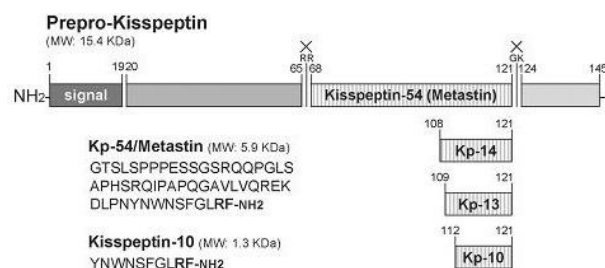 Prepro-Kisspeptin
(MW: 15.4 KDa)
RR GK
1 19 20 65 68 121 124 145
NH2 signal Kisspeptin-54 (Metastin)
Kp-54/Metastin (MW: 5.9 KDa)
GTSLSPPPESSGSRQQPGLS
APHSRQIPAPQGAVLVQREK
DLPNYNWNSFGLRF-NH2
108 121
Kp-14
109 121
Kp-13
Kisspeptin-10 (MW: 1.3 KDa)
YNWNSFGLRF-NH2
112 121
Kp-10